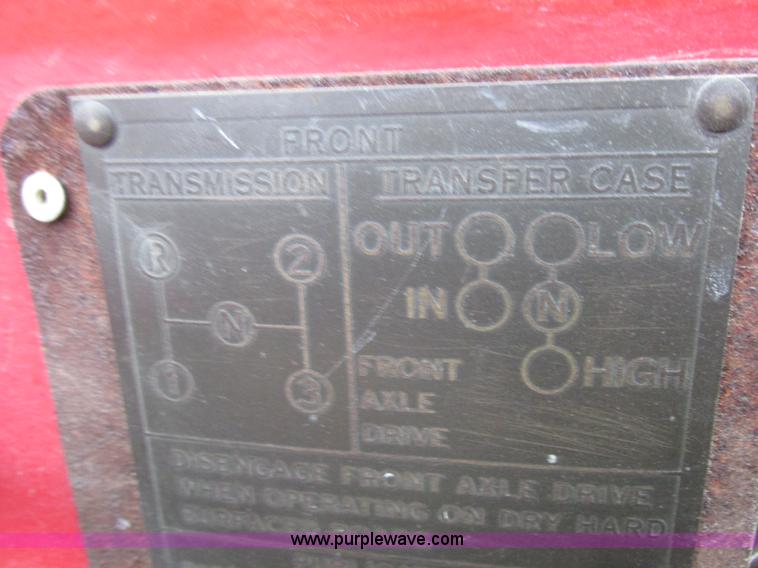 FRONT
TRANSMISSION
TRANSFER CASE
R 2
OUT LOW
N
IN N
1 3
FRONT HIGH
AXLE
DRIVE
DISENGAGE FRONT AXLE DRIVE
WHEN OPERATING ON DRY HARD
SURFACE
www.purplewave.com